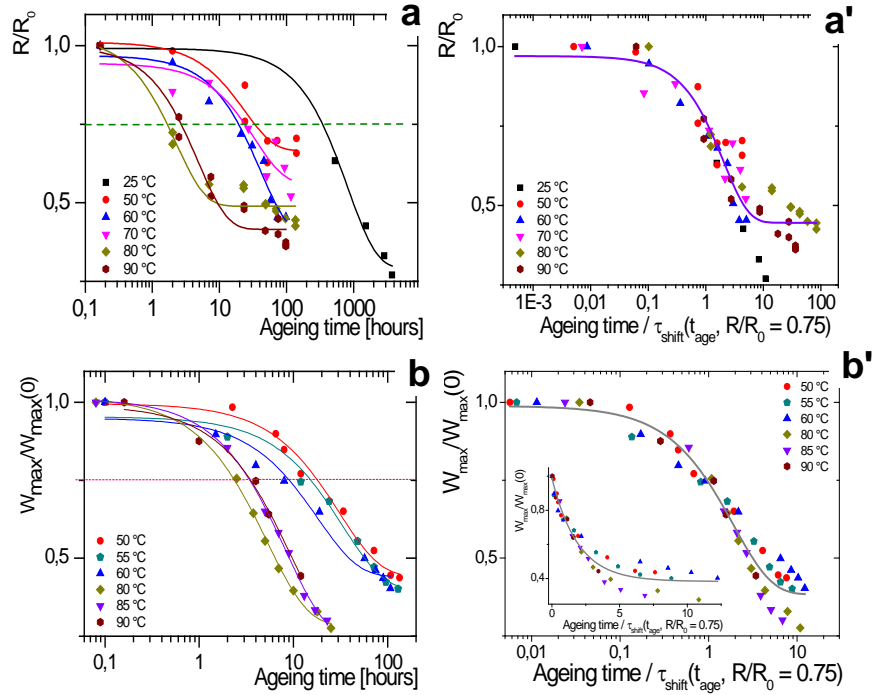 a
R/R0
1,0
0,5
25 °C
50 °C
60 °C
70 °C
80 °C
90 °C
0,1 1 10 100 1000
Ageing time [hours]
a'
R/R0
1,0
0,5
25 °C
50 °C
60 °C
70 °C
80 °C
90 °C
1E-3 0,01 0,1 1 10 100
Ageing time / τshift(tage, R/R0 = 0.75)
b
Wmax/Wmax(0)
1,0
0,5
50 °C
55 °C
60 °C
80 °C
85 °C
90 °C
0,1 1 10 100
Ageing time [hours]
b'
Wmax/Wmax(0)
1,0
0,5
50 °C
55 °C
60 °C
80 °C
85 °C
90 °C
Wmax/Wmax(0)
1,0
0,8
0,6
0,4
0 5 10
Ageing time / τshift(tage, R/R0 = 0.75)
0,01 0,1 1 10
Ageing time / τshift(tage, R/R0 = 0.75)